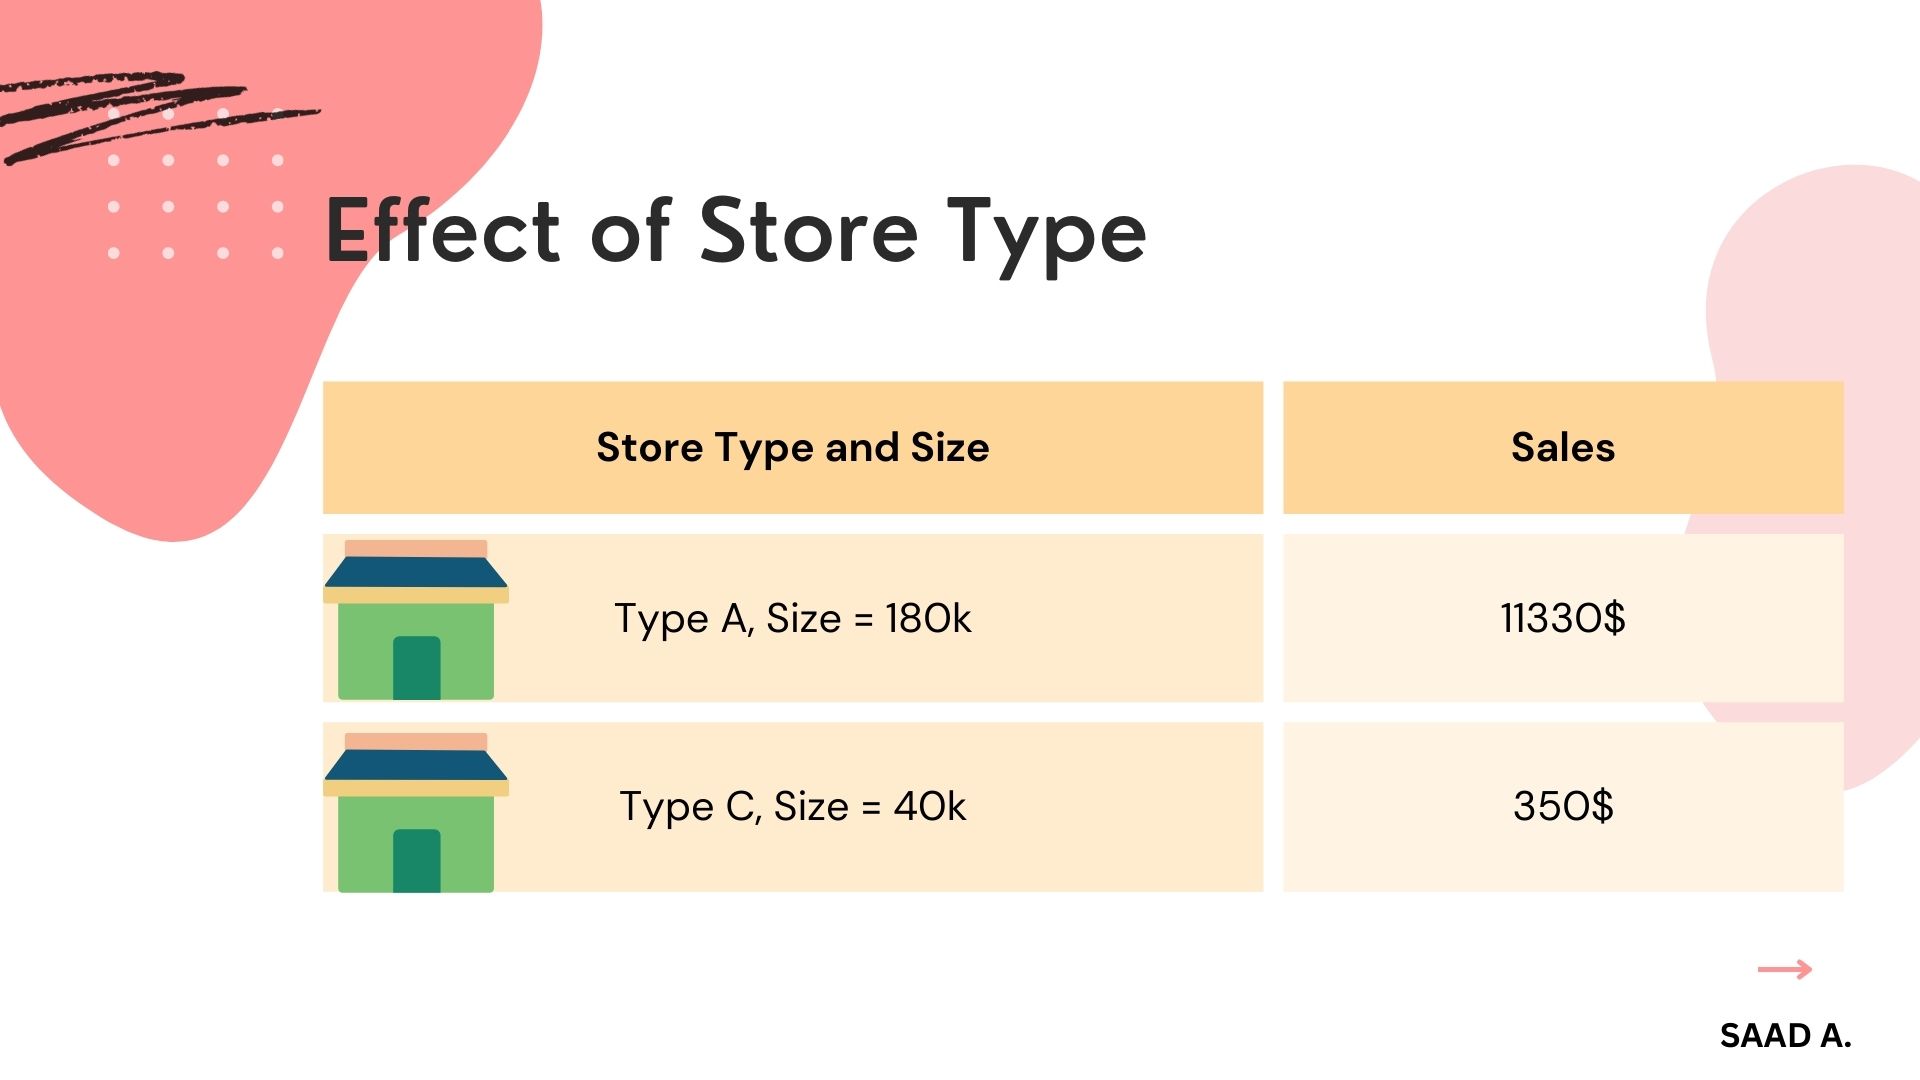 Effect of Store Type
Store Type and Size
Sales
Type A, Size = 180k
11330$
Type C, Size = 40k
350$
SAAD A.